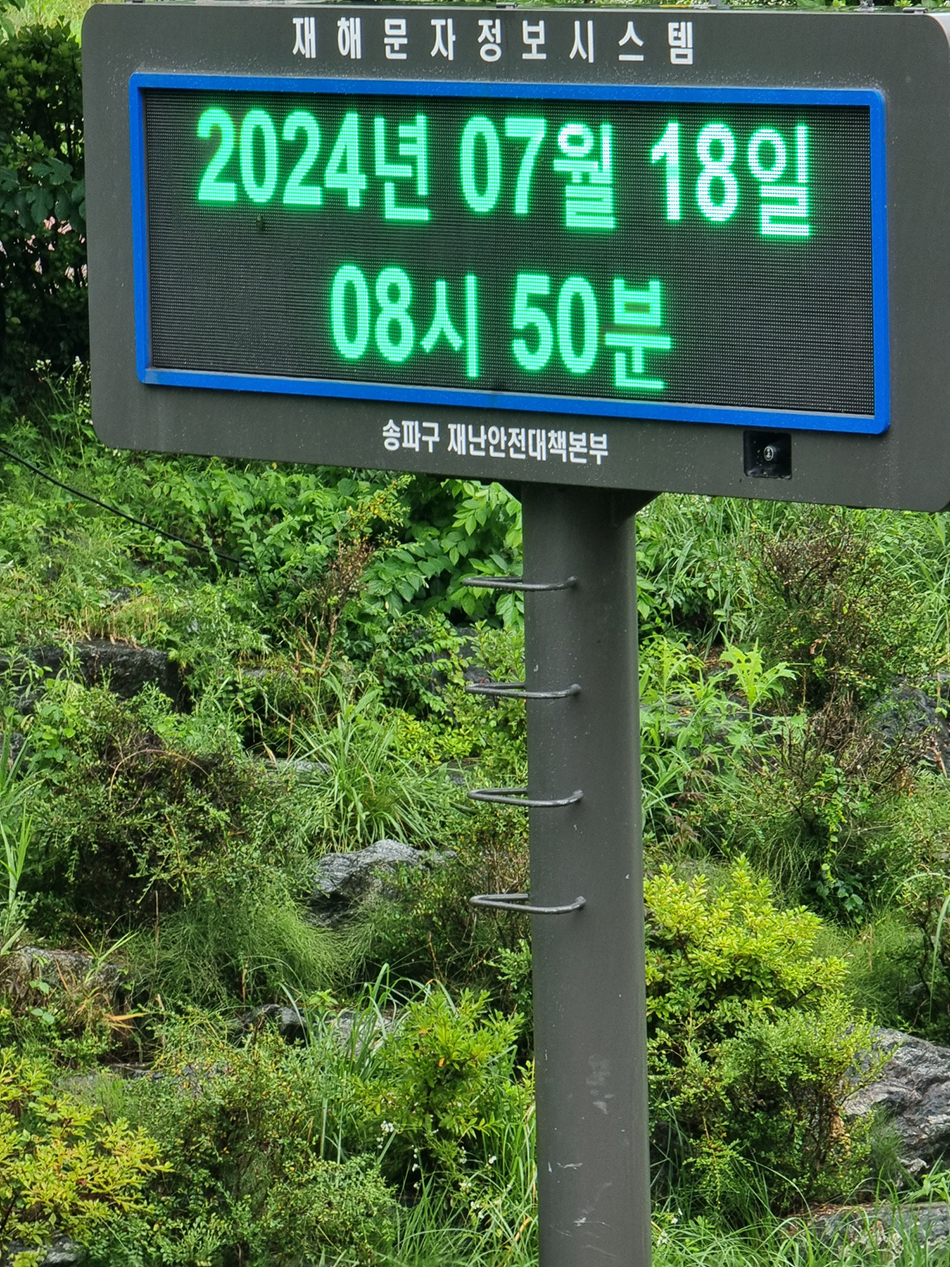 재해문자정보시스템
2024년 07월 18일
08시 50분
송파구 재난안전대책본부